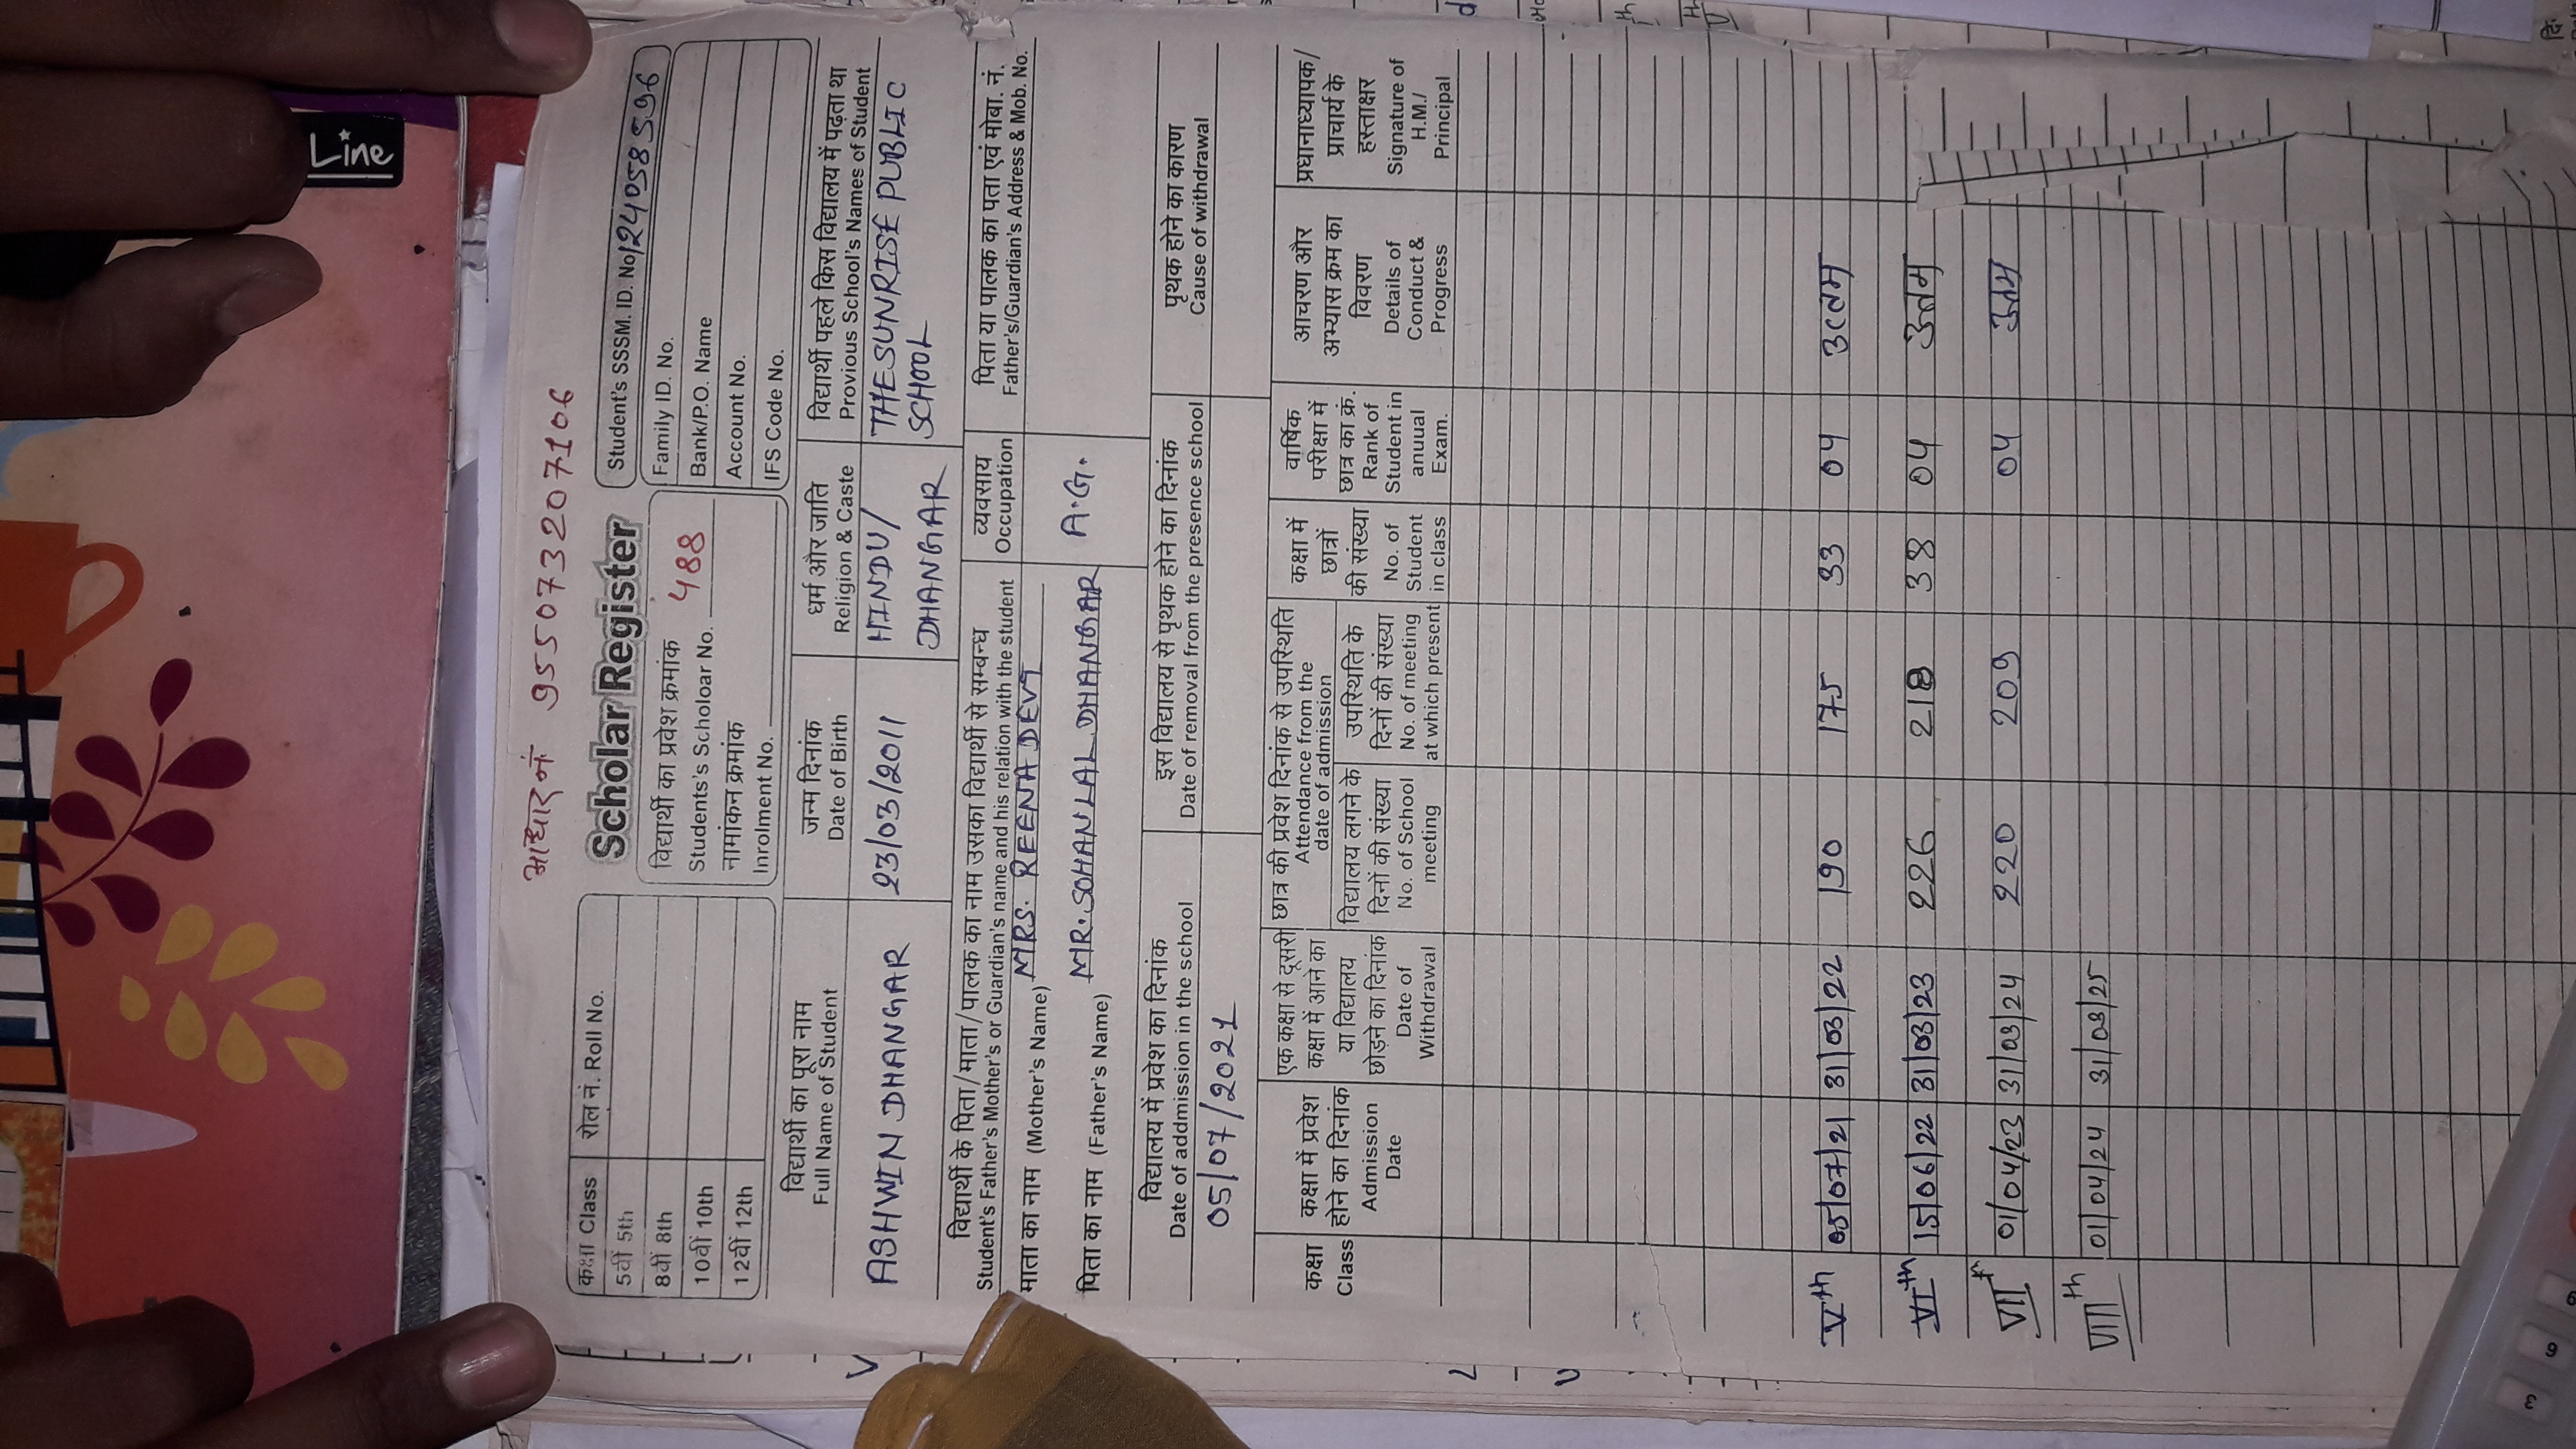 Line
आधार नं 955073207106
Scholar Register
कक्षा Class रोल नं. Roll No.
5वीं 5th
8वीं 8th
10वीं 10th
12वीं 12th
विद्यार्थी का प्रवेश क्रमांक
Students's Scholoar No. 488
नामांकन क्रमांक
Inrolment No.
Student's SSSM. ID. No 240585596
Family ID. No.
Bank/P.O. Name
Account No.
IFS Code No.
विद्यार्थी का पूरा नाम
Full Name of Student
जन्म दिनांक
Date of Birth
धर्म और जाति
Religion & Caste
विद्यार्थी पहले किस विद्यालय में पढ़ता था
Provious School's Names of Student
ASHWIN DHANGAR 23/03/2011 HINDU/ THE SUNRISE PUBLIC
DHANGAR SCHOOL
विद्यार्थी के पिता/माता/पालक का नाम उसका विद्यार्थी से सम्बन्ध
Student's Father's Mother's or Guardian's name and his relation with the student
व्यवसाय
Occupation
पिता या पालक का पता एवं मोबा. नं.
Father's/Guardian's Address & Mob. No.
माता का नाम (Mother's Name) MRS. REENA DEVI
पिता का नाम (Father's Name) MR. SOHANLAL DHANGAR A.G.
विद्यालय में प्रवेश का दिनांक
Date of addmission in the school
इस विद्यालय से पृथक होने का दिनांक
Date of removal from the presence school
पृथक होने का कारण
Cause of withdrawal
05/07/2021
कक्षा
Class
कक्षा में प्रवेश
होने का दिनांक
Admission
Date
एक कक्षा से दूसरी
कक्षा में आने का
या विद्यालय
छोड़ने का दिनांक
Date of
Withdrawal
छात्र की प्रवेश दिनांक से उपस्थिति
Attendance from the
date of admission
विद्यालय लगने के
दिनों की संख्या
No. of School
meeting
उपस्थिति के
दिनों की संख्या
No. of meeting
at which present
कक्षा में
छात्रों
की संख्या
No. of
Student
in class
वार्षिक
परीक्षा में
छात्र का क्रं.
Rank of
Student in
anuual
Exam.
आचरण और
अभ्यास क्रम का
विवरण
Details of
Conduct &
Progress
प्रधानाध्यापक/
प्राचार्य के
हस्ताक्षर
Signature of
H.M./
Principal
Vth 05/07/21 31/03/22 190 175 33 04 उत्तम
VIth 15/06/22 31/03/23 226 218 38 04 उत्तम
VIIth 01/04/23 31/03/24 220 209 04 उत्तम
VIIIth 01/04/24 31/03/25